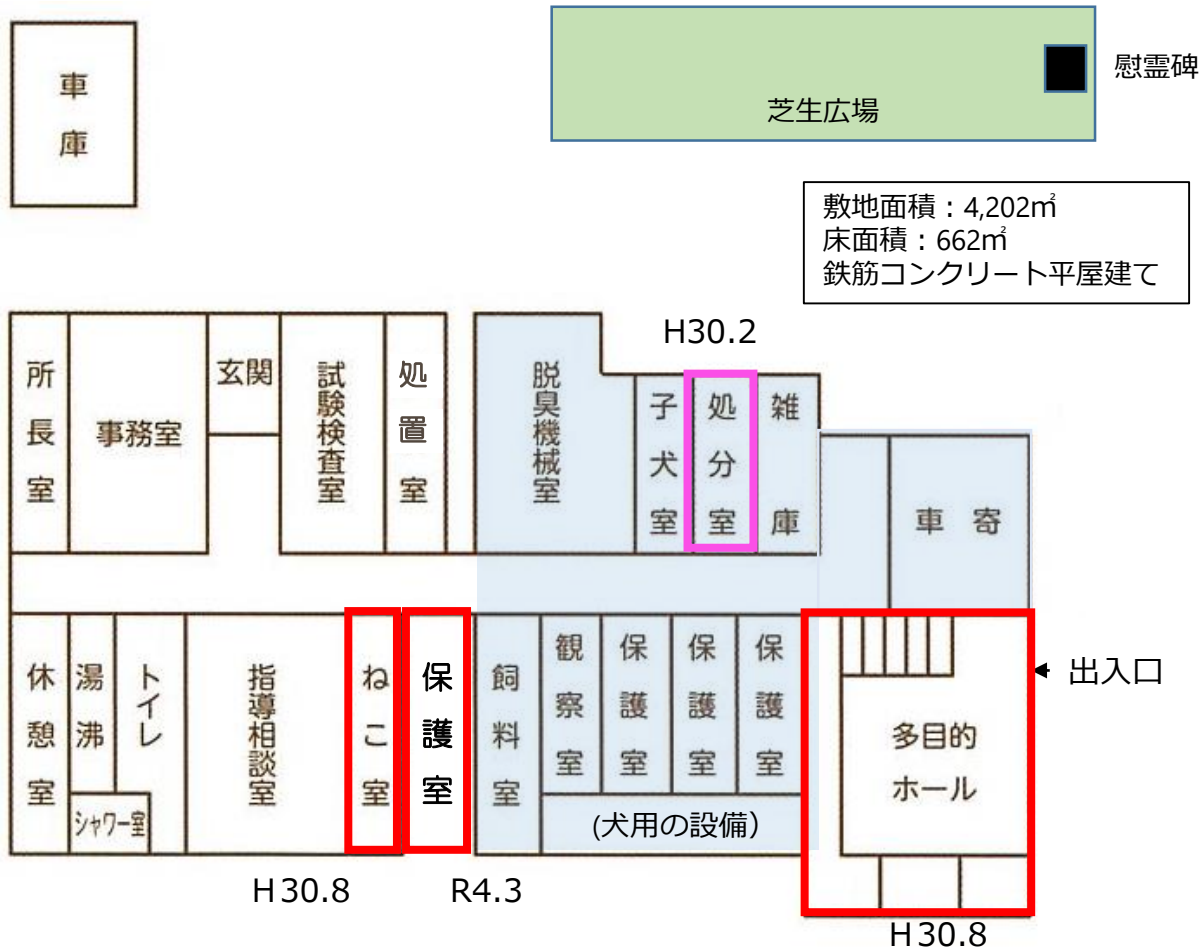 車庫
慰霊碑
芝生広場
敷地面積：4,202㎡
床面積：662㎡
鉄筋コンクリート平屋建て
H30.2
所長室
事務室
玄関
試験検査室
処置室
脱臭機械室
子犬室
処分室
雑庫
車寄
休憩室
湯沸
トイレ
シャワー室
指導相談室
ねこ室
保護室
飼料室
観察室
保護室
保護室
保護室
(犬用の設備）
多目的
ホール
出入口
H30.8
R4.3
H30.8